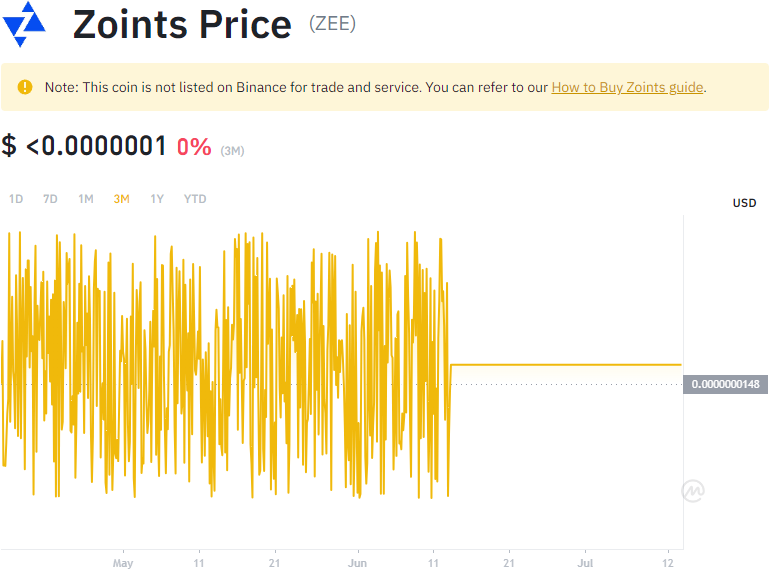 Zoints Price (ZEE)
Note: This coin is not listed on Binance for trade and service. You can refer to our How to Buy Zoints guide.
$ <0.0000001 0% (3M)
1D 7D 1M 3M 1Y YTD
USD
0.0000000148
May 11 21 Jun 11 21 Jul 12